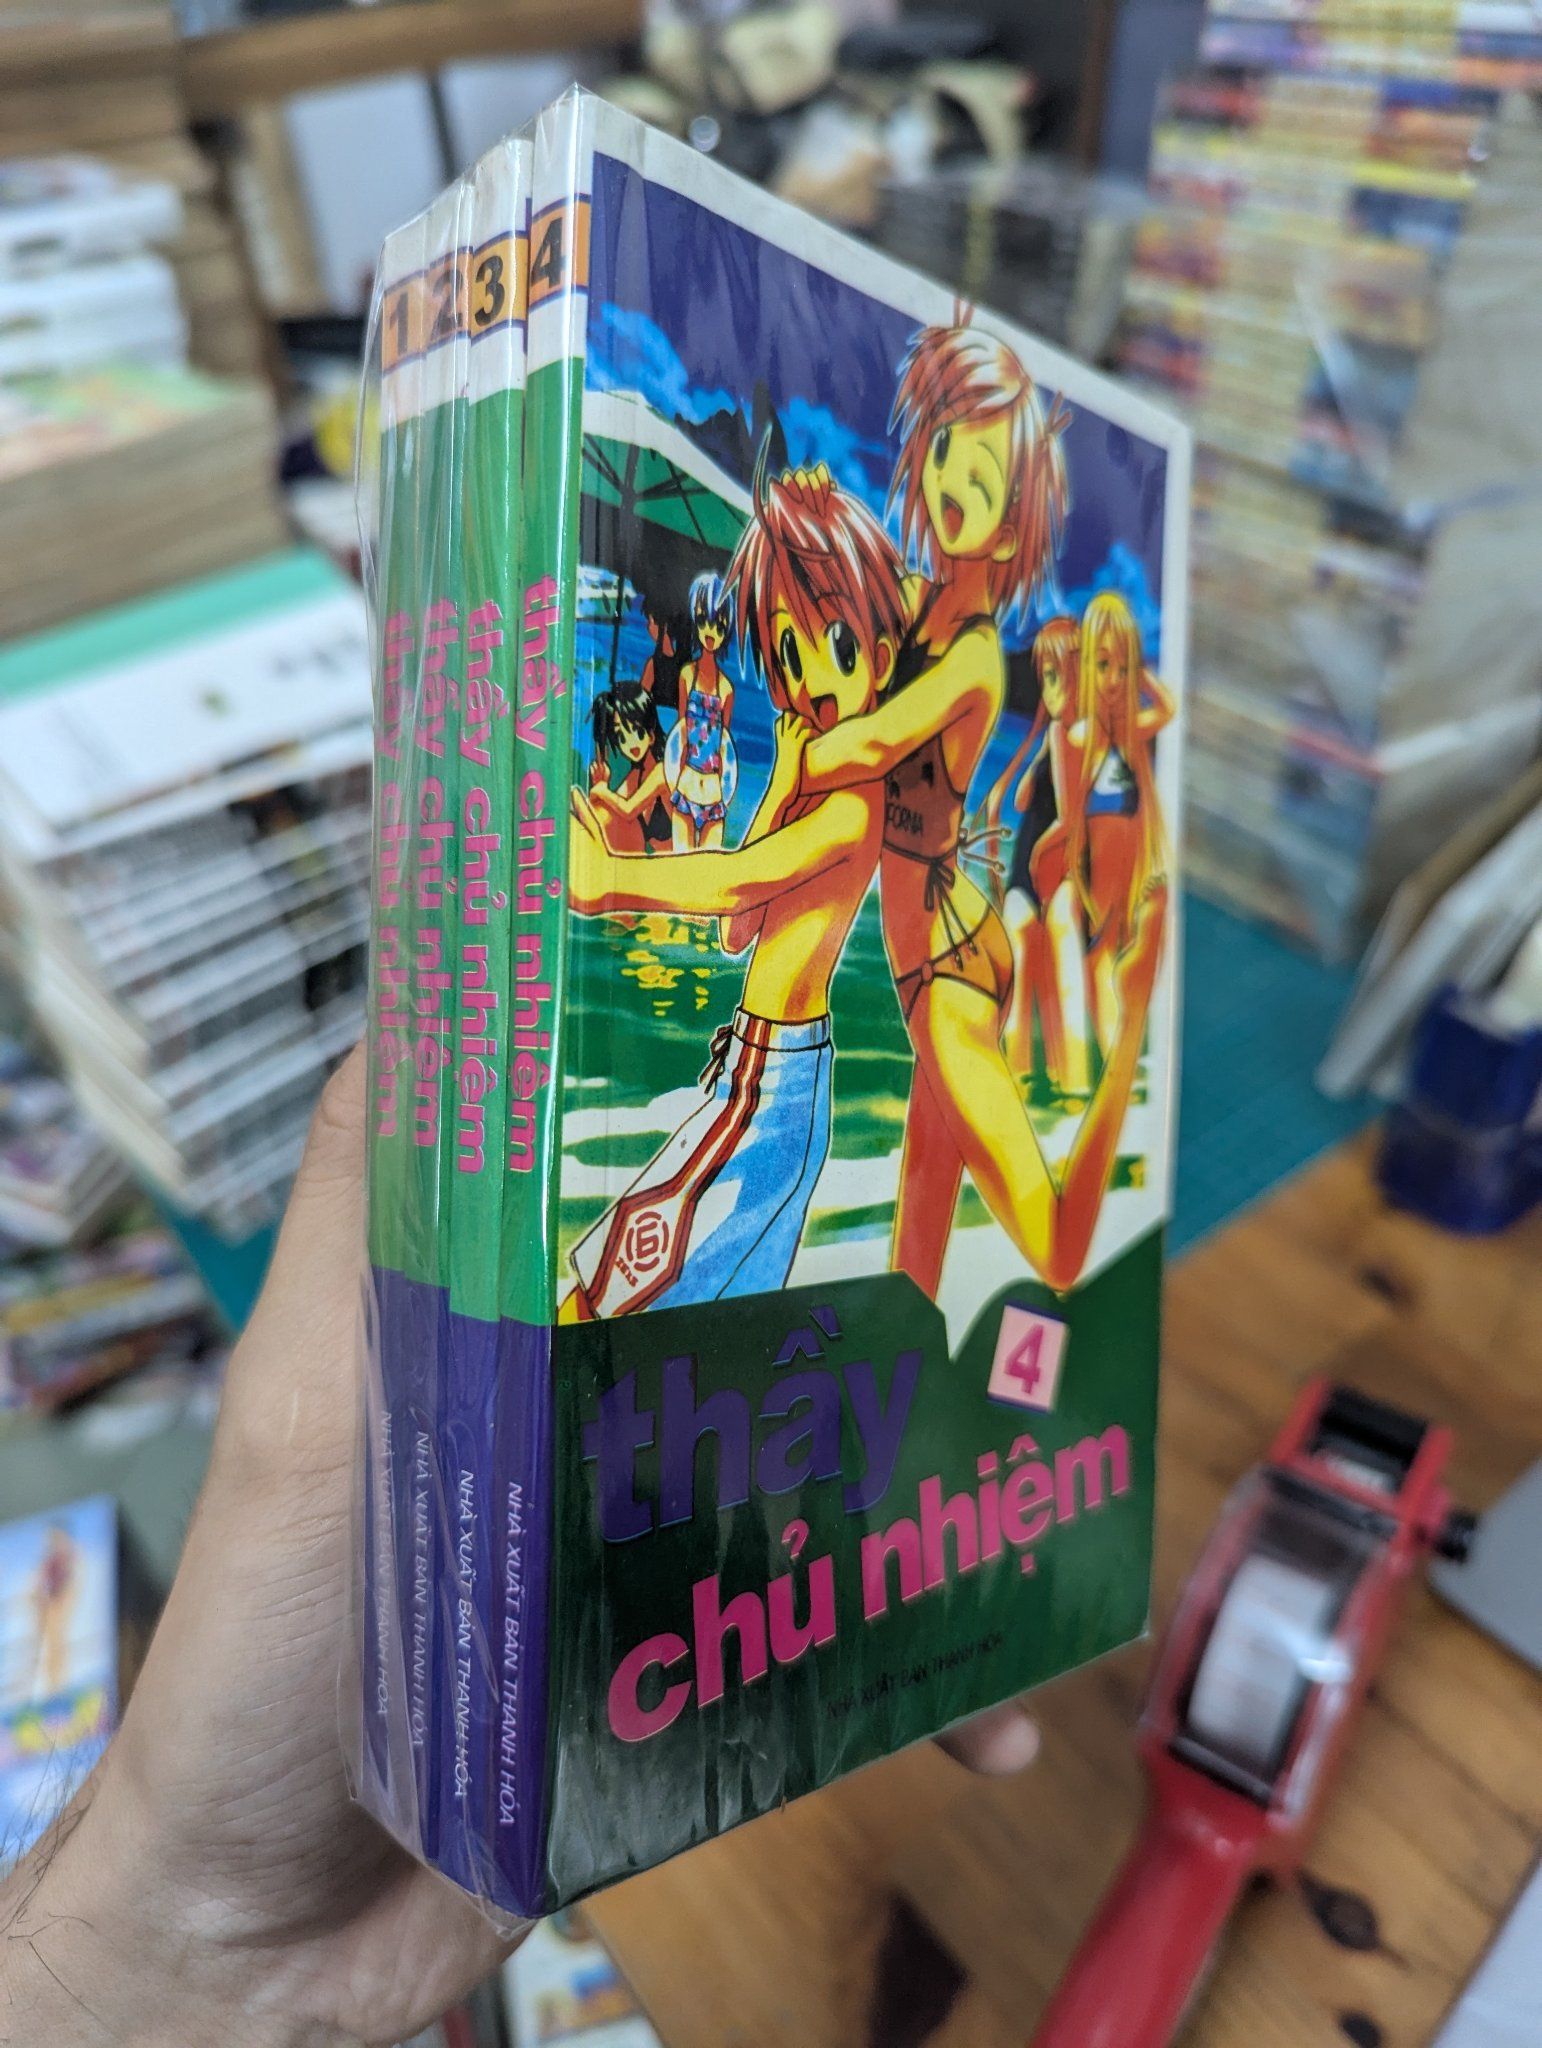 1
2
3
4
thầy chủ nhiệm
thầy chủ nhiệm
thầy chủ nhiệm
thầy chủ nhiệm
NHÀ XUẤT BẢN THANH HÓA
NHÀ XUẤT BẢN THANH HÓA
NHÀ XUẤT BẢN THANH HÓA
NHÀ XUẤT BẢN THANH HÓA
FORNIA
6
thầy
4
chủ nhiệm
NHÀ XUẤT BẢN THANH HÓA